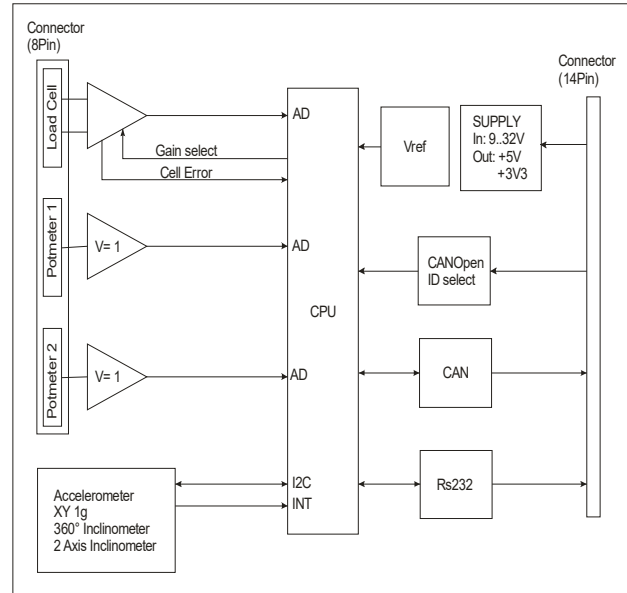 Connector
(8Pin)
Load Cell
AD
Gain select
Cell Error
Potmeter 1
V= 1
AD
Potmeter 2
V= 1
AD
CPU
I2C
INT
Accelerometer
XY 1g
360° Inclinometer
2 Axis Inclinometer
Connector
(14Pin)
Vref
SUPPLY
In: 9..32V
Out: +5V
+3V3
CANOpen
ID select
CAN
Rs232